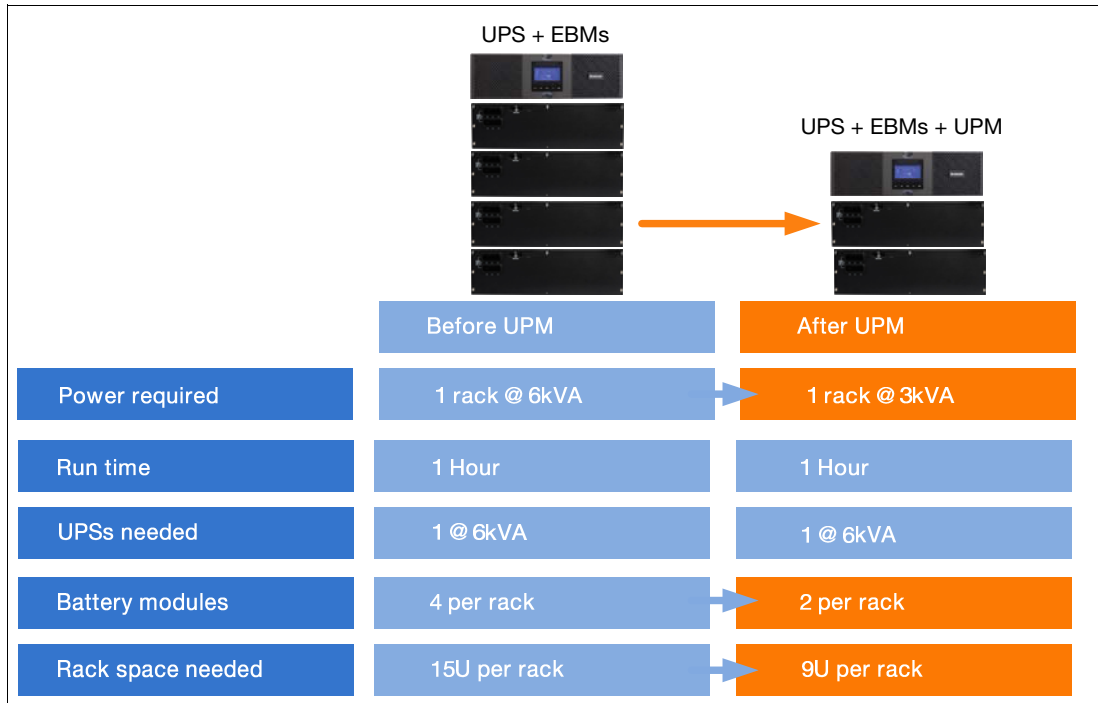 UPS + EBMs
UPS + EBMs + UPM
Before UPM
After UPM
Power required
1 rack @ 6kVA
1 rack @ 3kVA
Run time
1 Hour
1 Hour
UPSs needed
1 @ 6kVA
1 @ 6kVA
Battery modules
4 per rack
2 per rack
Rack space needed
15U per rack
9U per rack